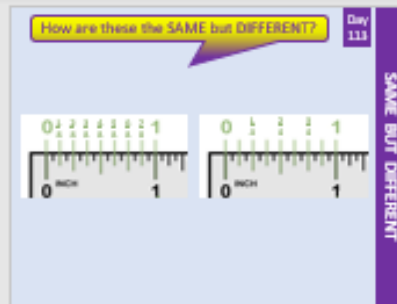 How are these the SAME but DIFFERENT?
Day
113
SAME BUT DIFFERENT
0 1
0 INCH 1
0 1
0 INCH 1